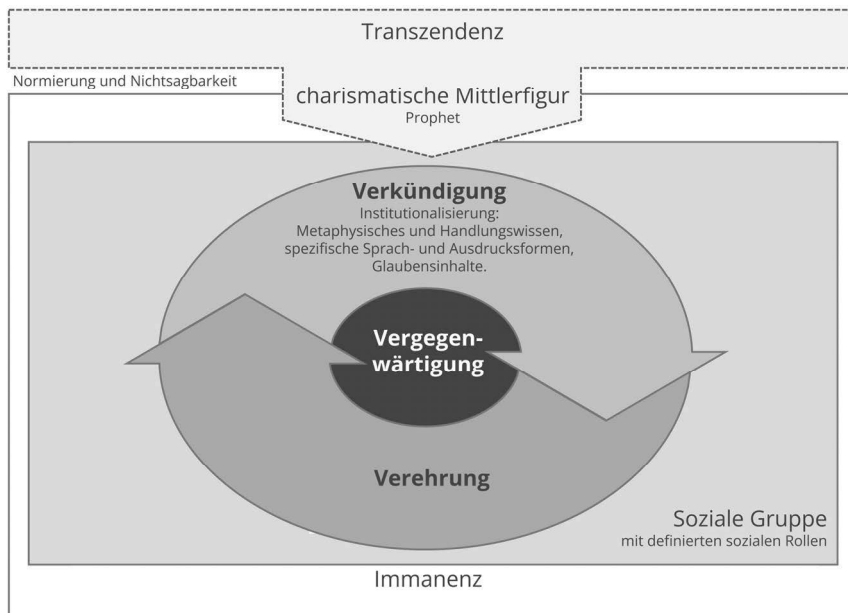 Transzendenz
Normierung und Nichtsagbarkeit
charismatische Mittlerfigur
Prophet
Verkündigung
Institutionalisierung:
Metaphysisches und Handlungswissen,
spezifische Sprach- und Ausdrucksformen,
Glaubensinhalte.
Vergegen-
wärtigung
Verehrung
Soziale Gruppe
mit definierten sozialen Rollen
Immanenz